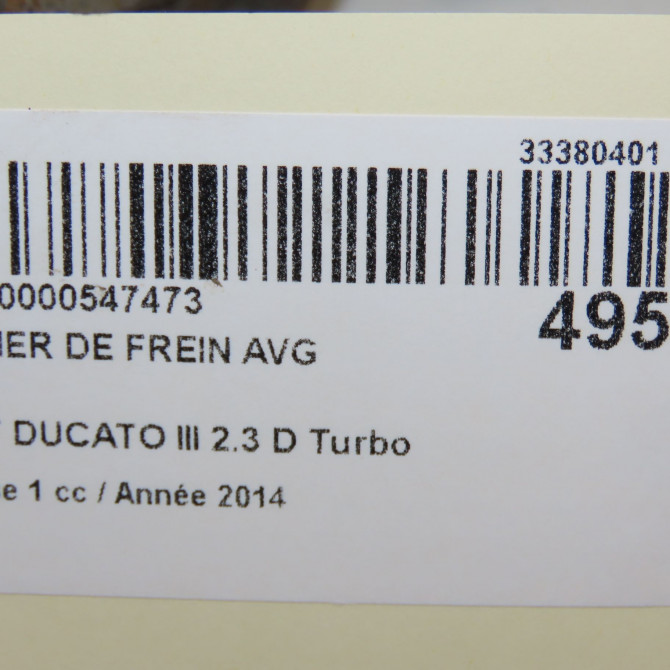 33380401
0000547473
495
IER DE FREIN AVG
DUCATO III 2.3 D Turbo
e 1 cc / Année 2014